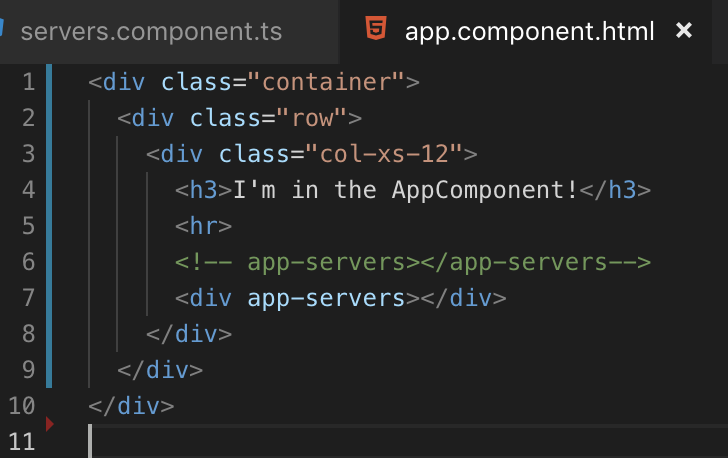 servers.component.ts app.component.html ×
1 <div class="container">
2 <div class="row">
3 <div class="col-xs-12">
4 <h3>I'm in the AppComponent!</h3>
5 <hr>
6 <!-- app-servers></app-servers-->
7 <div app-servers></div>
8 </div>
9 </div>
10 </div>
11